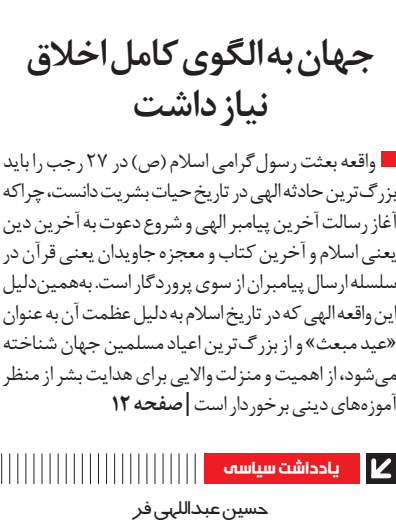 جهان به الگوی کامل اخلاق
نیاز داشت
واقعه بعثت رسول گرامی اسلام (ص) در ۲۷ رجب را باید
بزرگ‌ترین حادثه الهی در تاریخ حیات بشریت دانست، چراکه
آغاز رسالت آخرین پیامبر الهی و شروع دعوت به آخرین دین
یعنی اسلام و آخرین کتاب و معجزه جاویدان یعنی قرآن در
سلسله ارسال پیامبران از سوی پروردگار است. به‌همین‌دلیل
این واقعه الهی که در تاریخ اسلام به دلیل عظمت آن به عنوان
«عید مبعث» و از بزرگ‌ترین اعیاد مسلمین جهان شناخته
می‌شود، از اهمیت و منزلت والایی برای هدایت بشر از منظر
آموزه‌های دینی برخوردار است | صفحه ۱۲
یادداشت سیاسی
حسین عبداللهی فر